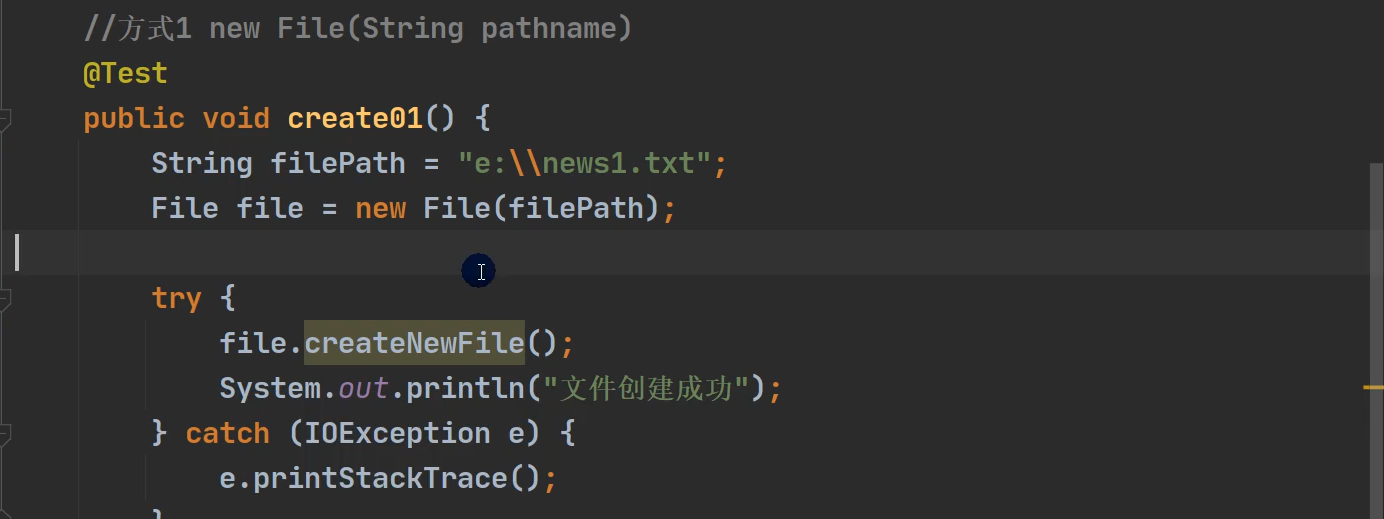 //方式1 new File(String pathname)
@Test
public void create01() {
String filePath = "e:\\news1.txt";
File file = new File(filePath);
try {
file.createNewFile();
System.out.println("文件创建成功");
} catch (IOException e) {
e.printStackTrace();
}